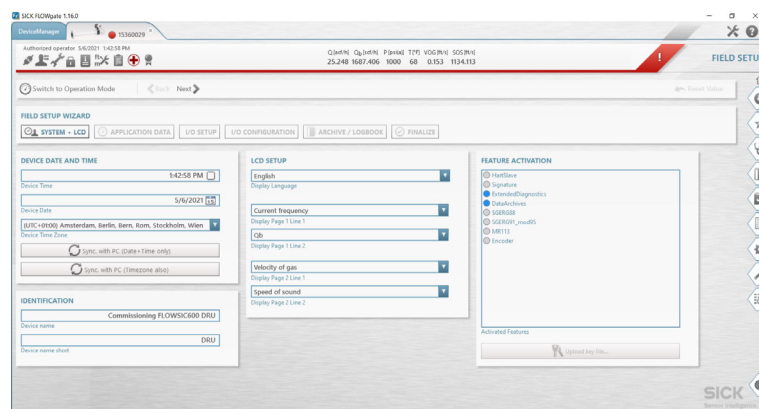 SICK FLOWgate 1.16.0
DeviceManager
15360029
Authorized operator 5/6/2021 1:42:58 PM
Q [acf/h] Qb [scf/h] P [psi(a)] T [°F] VOG [ft/s] SOS [ft/s]
25.248 1687.406 1000 68 0.153 1134.113
FIELD SETU
Switch to Operation Mode
Back
Next
Reset Value
FIELD SETUP WIZARD
SYSTEM + LCD
APPLICATION DATA
I/O SETUP
I/O CONFIGURATION
ARCHIVE / LOGBOOK
FINALIZE
DEVICE DATE AND TIME
1:42:58 PM
Device Time
5/6/2021
Device Date
(UTC+01:00) Amsterdam, Berlin, Bern, Rom, Stockholm, Wien
Device Time Zone
Sync. with PC (Date+Time only)
Sync. with PC (Timezone also)
IDENTIFICATION
Commissioning FLOWSIC600 DRU
Device name
DRU
Device name short
LCD SETUP
English
Display Language
Current frequency
Display Page 1 Line 1
Qb
Display Page 1 Line 2
Velocity of gas
Display Page 2 Line 1
Speed of sound
Display Page 2 Line 2
FEATURE ACTIVATION
HartSlave
Signature
ExtendedDiagnostics
DataArchives
SGERG88
SGERG91_mod85
MR113
Encoder
Activated Features
Upload key file...
SICK
Sensor Intelligence.